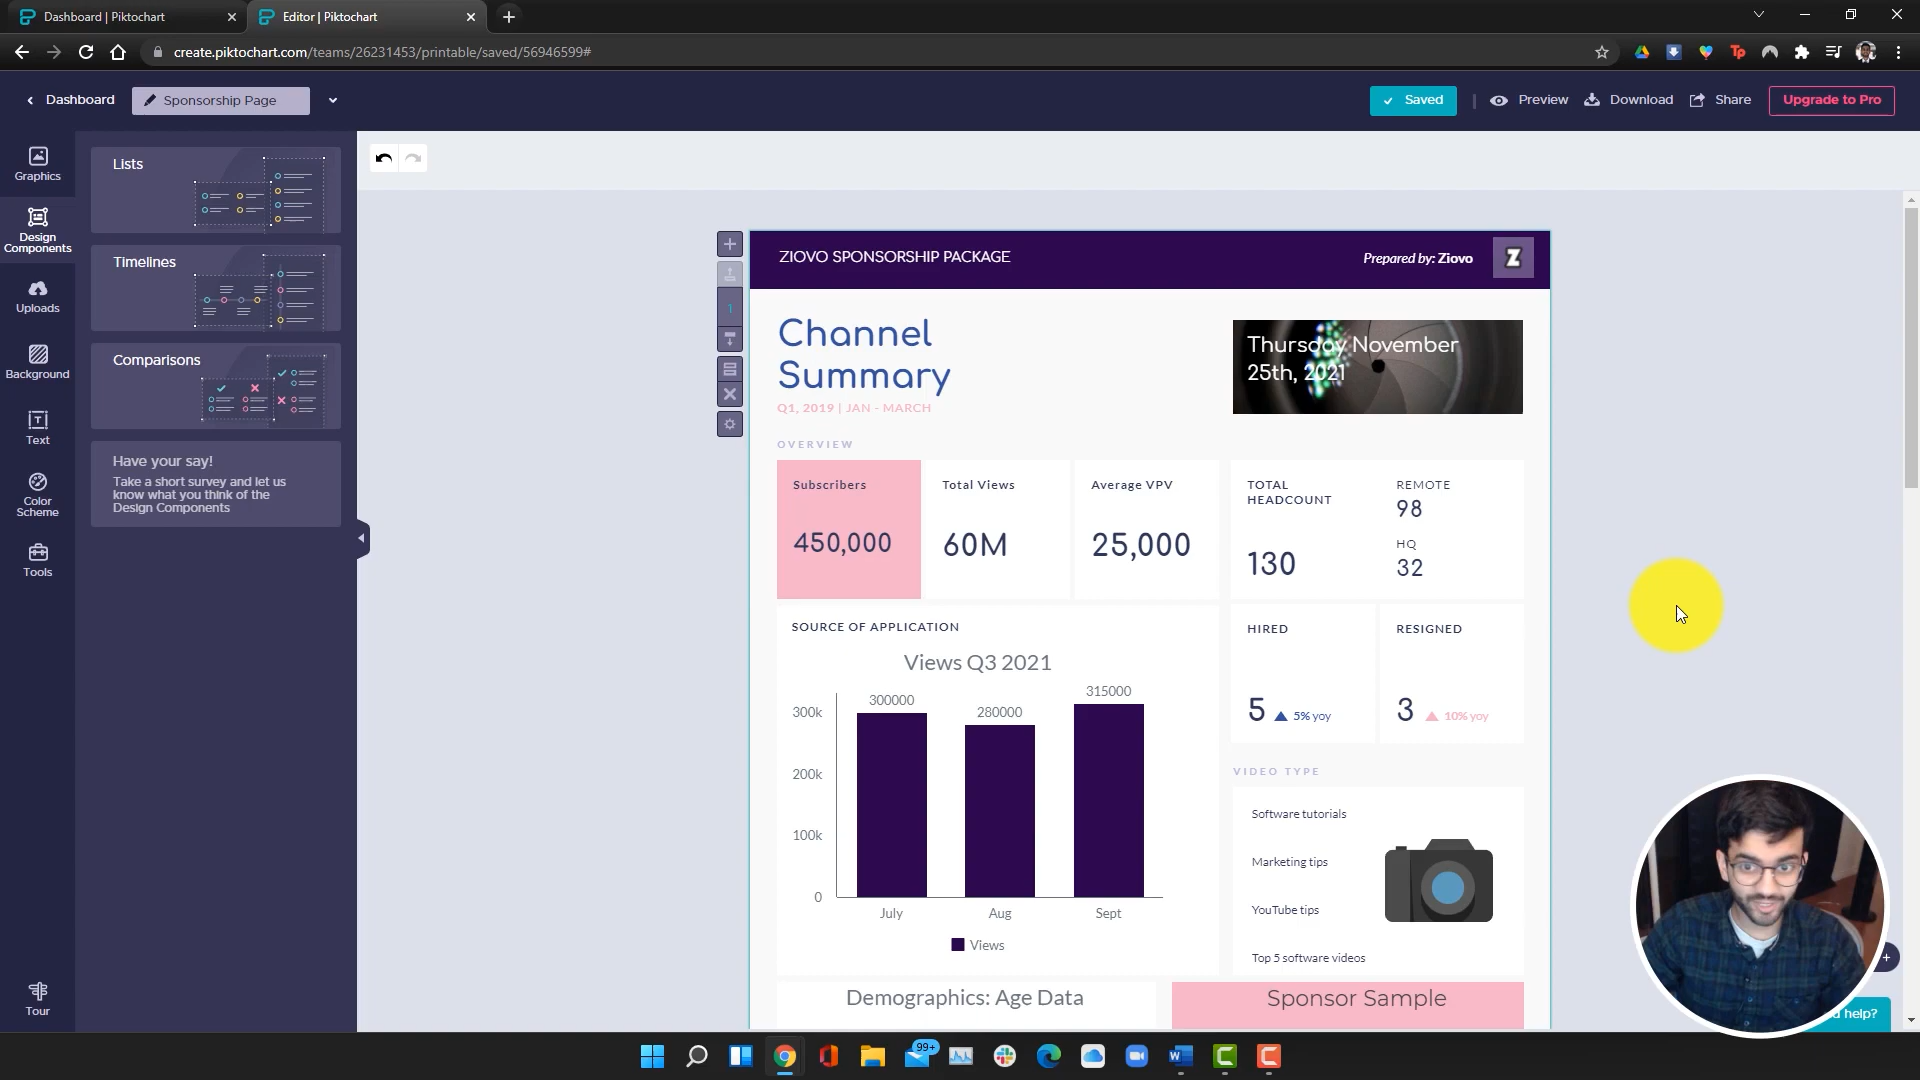 Dashboard | Piktochart
Editor | Piktochart
create.piktochart.com/teams/26231453/printable/saved/56946599#
Tp
Dashboard
Sponsorship Page
Saved
Preview
Download
Share
Upgrade to Pro
Graphics
Design
Components
Uploads
Background
Text
Color
Scheme
Tools
Tour
Lists
Timelines
Comparisons
Have your say!
Take a short survey and let us
know what you think of the
Design Components
1
ZIOVO SPONSORSHIP PACKAGE
Prepared by: Ziovo
Z
Channel
Summary
Q1, 2019 | JAN - MARCH
Thursday November
25th, 2021
OVERVIEW
Subscribers
450,000
Total Views
60M
Average VPV
25,000
TOTAL
HEADCOUNT
130
REMOTE
98
HQ
32
SOURCE OF APPLICATION
Views Q3 2021
300000
280000
315000
300k
200k
100k
0
July
Aug
Sept
Views
HIRED
5
5% yoy
RESIGNED
3
10% yoy
VIDEO TYPE
Software tutorials
Marketing tips
YouTube tips
Top 5 software videos
Demographics: Age Data
Sponsor Sample
help?
99+